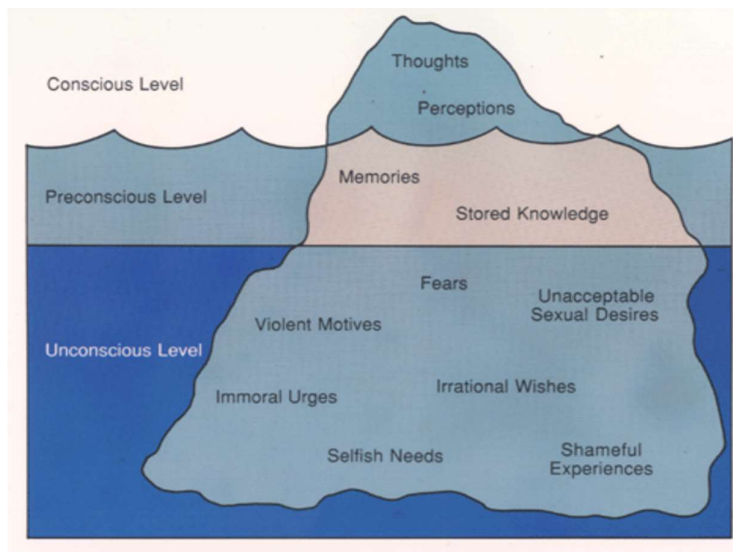 Thoughts
Conscious Level
Perceptions
Memories
Preconscious Level
Stored Knowledge
Fears
Unacceptable
Sexual Desires
Violent Motives
Unconscious Level
Irrational Wishes
Immoral Urges
Selfish Needs
Shameful
Experiences